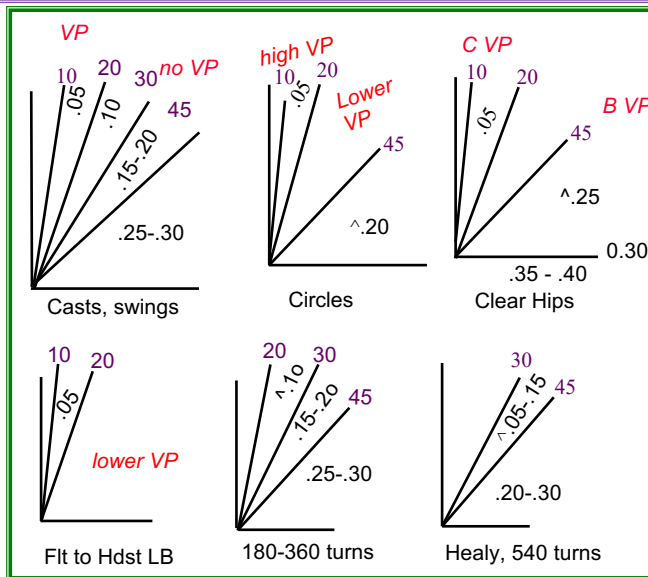 VP
10 20 30 no VP
45
.05
.10
.15-.20
.25-.30
Casts, swings
high VP
10 20
.05
Lower
VP
45
^.20
Circles
C VP
10 20
B VP
.05
45
^.25
0.30
.35 - .40
Clear Hips
10 20
.05
lower VP
Flt to Hdst LB
20 30
45
^.1o
.15-.2o
.25-.30
180-360 turns
30
45
^.05-.15
.20-.30
Healy, 540 turns